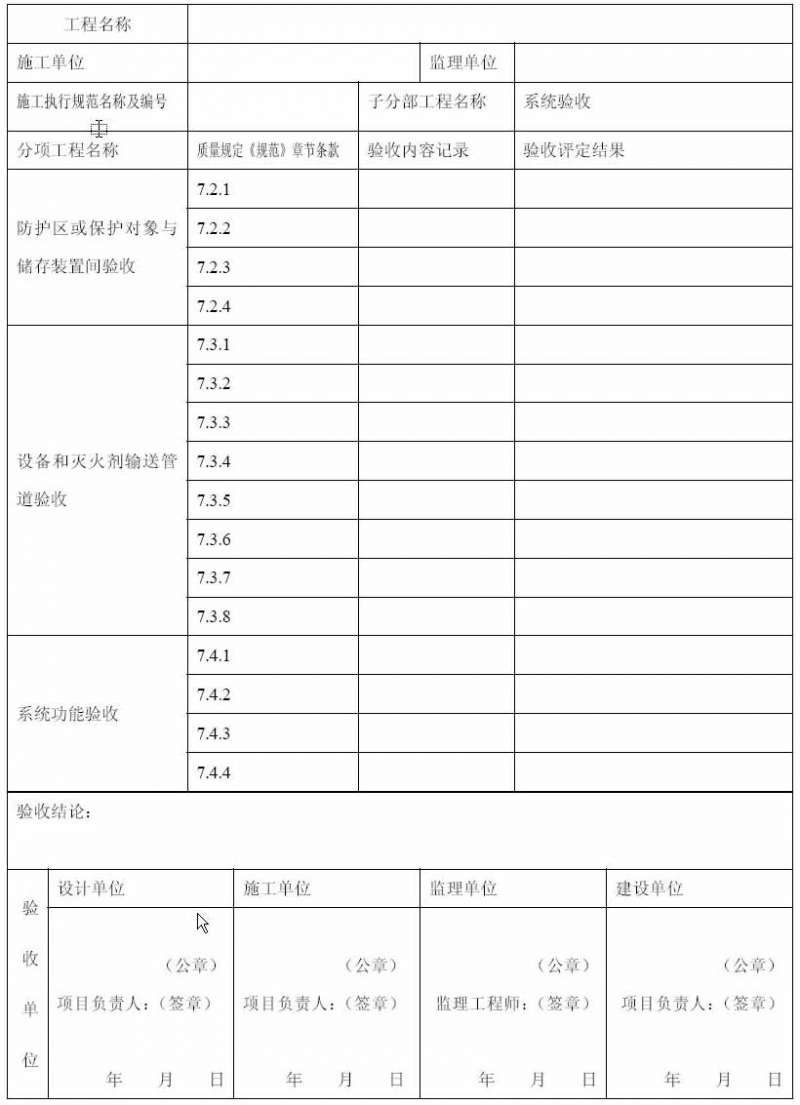 工程名称
施工单位 监理单位
施工执行规范名称及编号 子分部工程名称 系统验收
分项工程名称 质量规定《规范》章节条款 验收内容记录 验收评定结果
防护区或保护对象与
储存装置间验收
7.2.1
7.2.2
7.2.3
7.2.4
设备和灭火剂输送管
道验收
7.3.1
7.3.2
7.3.3
7.3.4
7.3.5
7.3.6
7.3.7
7.3.8
系统功能验收
7.4.1
7.4.2
7.4.3
7.4.4
验收结论：
验
收
单
位
设计单位 施工单位 监理单位 建设单位
（公章） （公章） （公章） （公章）
项目负责人：（签章） 项目负责人：（签章） 监理工程师：（签章） 项目负责人：（签章）
年 月 日 年 月 日 年 月 日 年 月 日